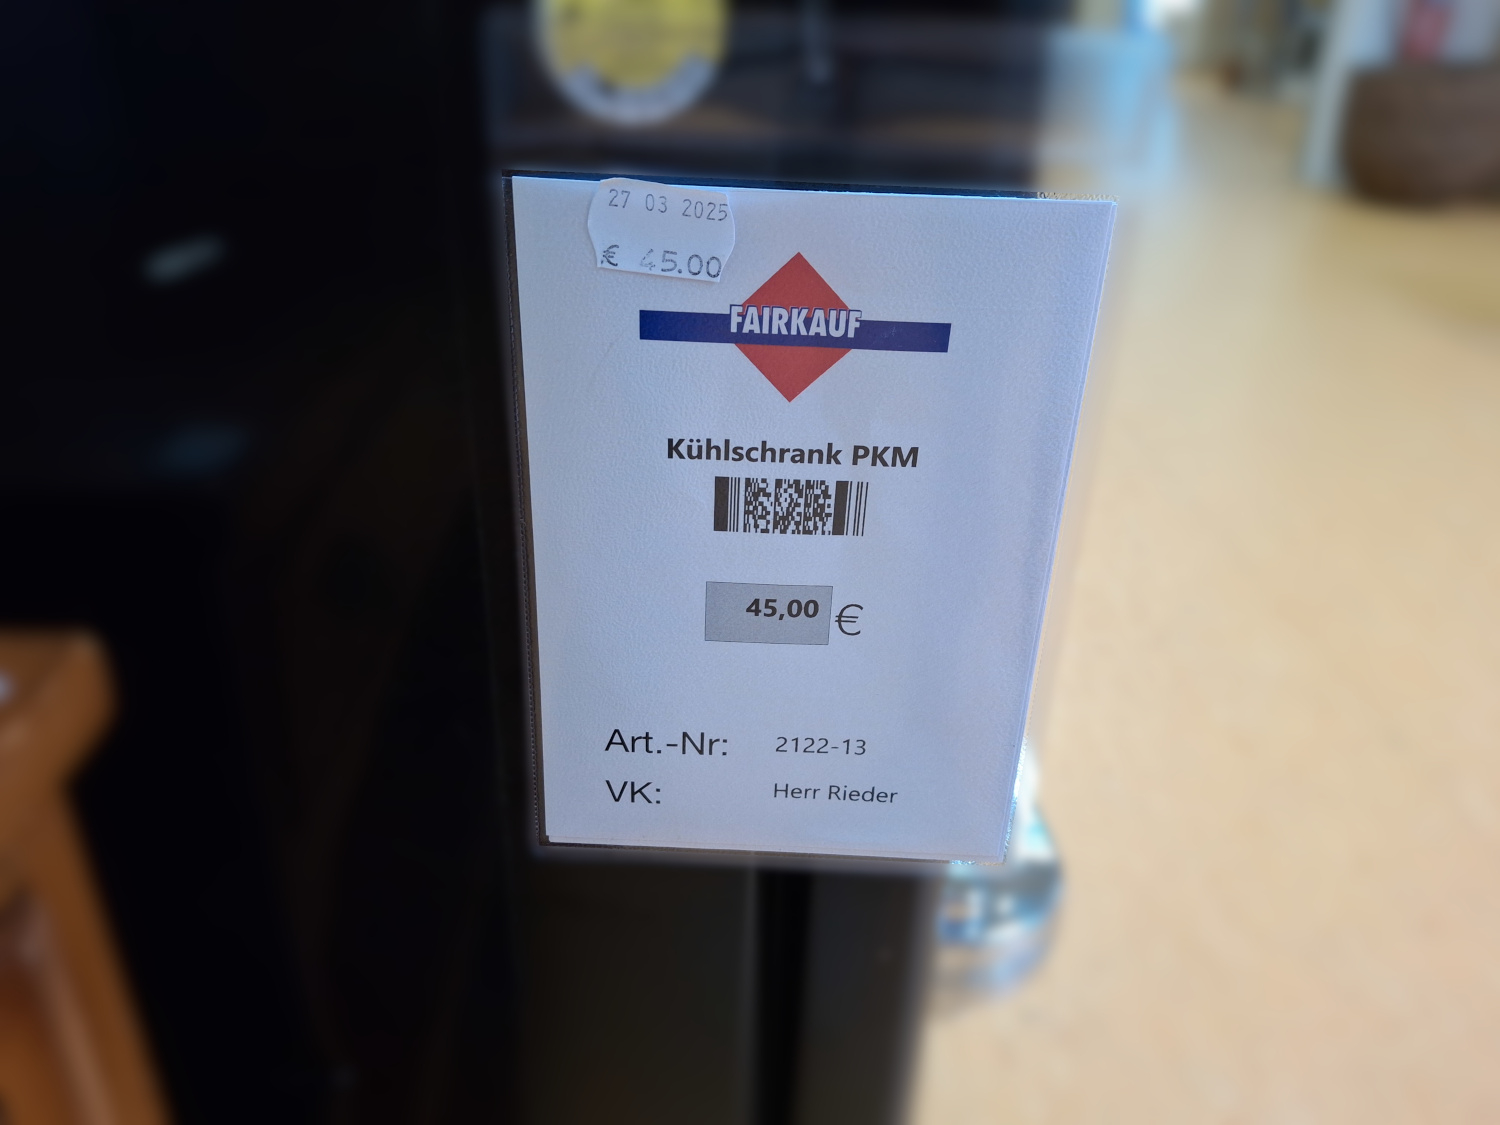 27 03 2025
€ 45.00
FAIRKAUF
Kühlschrank PKM
45,00 €
Art.-Nr: 2122-13
VK: Herr Rieder